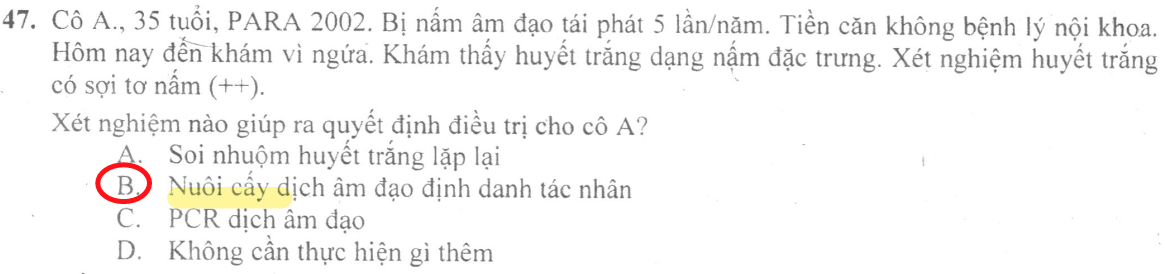 47. Cô A., 35 tuổi, PARA 2002. Bị nấm âm đạo tái phát 5 lần/năm. Tiền căn không bệnh lý nội khoa.
Hôm nay đến khám vì ngứa. Khám thấy huyết trắng dạng nấm đặc trưng. Xét nghiệm huyết trắng
có sợi tơ nấm (++).
Xét nghiệm nào giúp ra quyết định điều trị cho cô A?
A. Soi nhuộm huyết trắng lặp lại
B. Nuôi cấy dịch âm đạo định danh tác nhân
C. PCR dịch âm đạo
D. Không cần thực hiện gì thêm